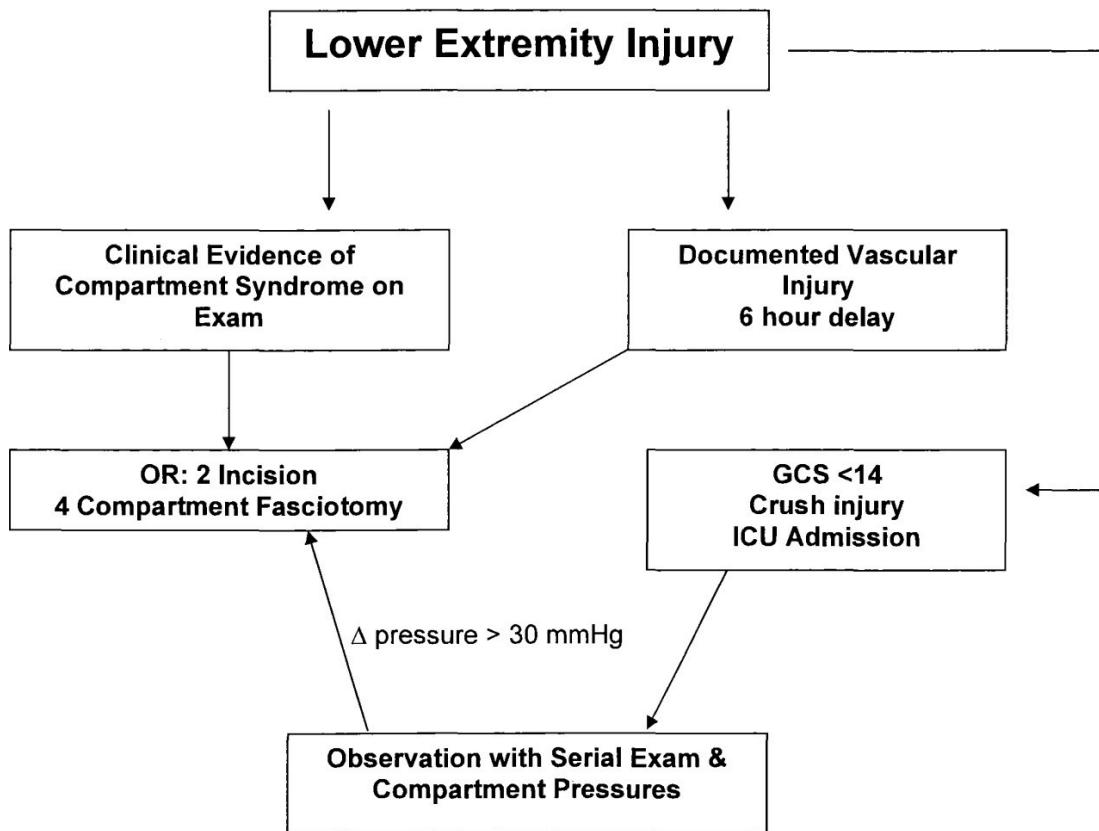 Lower Extremity Injury
Clinical Evidence of
Compartment Syndrome on
Exam
Documented Vascular
Injury
6 hour delay
OR: 2 Incision
4 Compartment Fasciotomy
GCS <14
Crush injury
ICU Admission
Δ pressure > 30 mmHg
Observation with Serial Exam &
Compartment Pressures